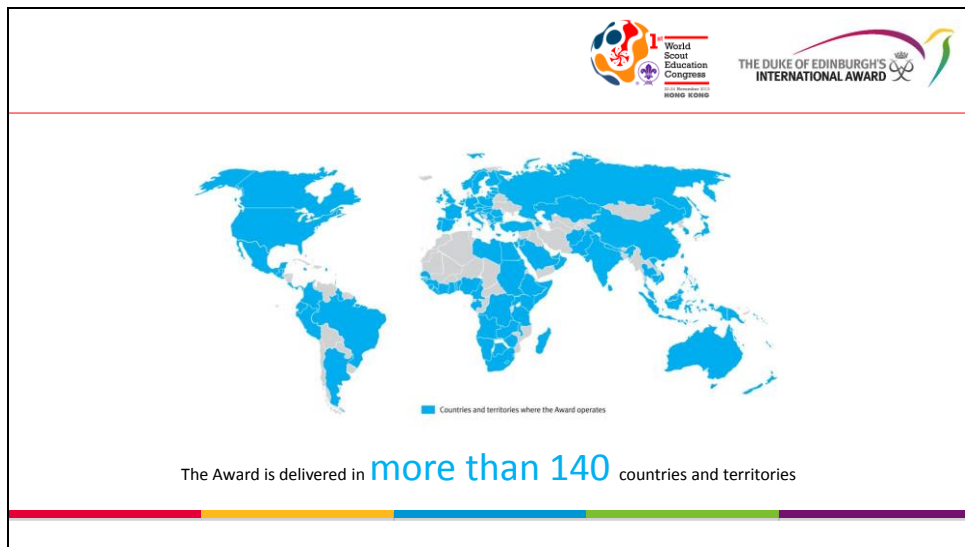 1st World
Scout
Education
Congress
HONG KONG
THE DUKE OF EDINBURGH'S
INTERNATIONAL AWARD
Countries and territories where the Award operates
The Award is delivered in more than 140 countries and territories